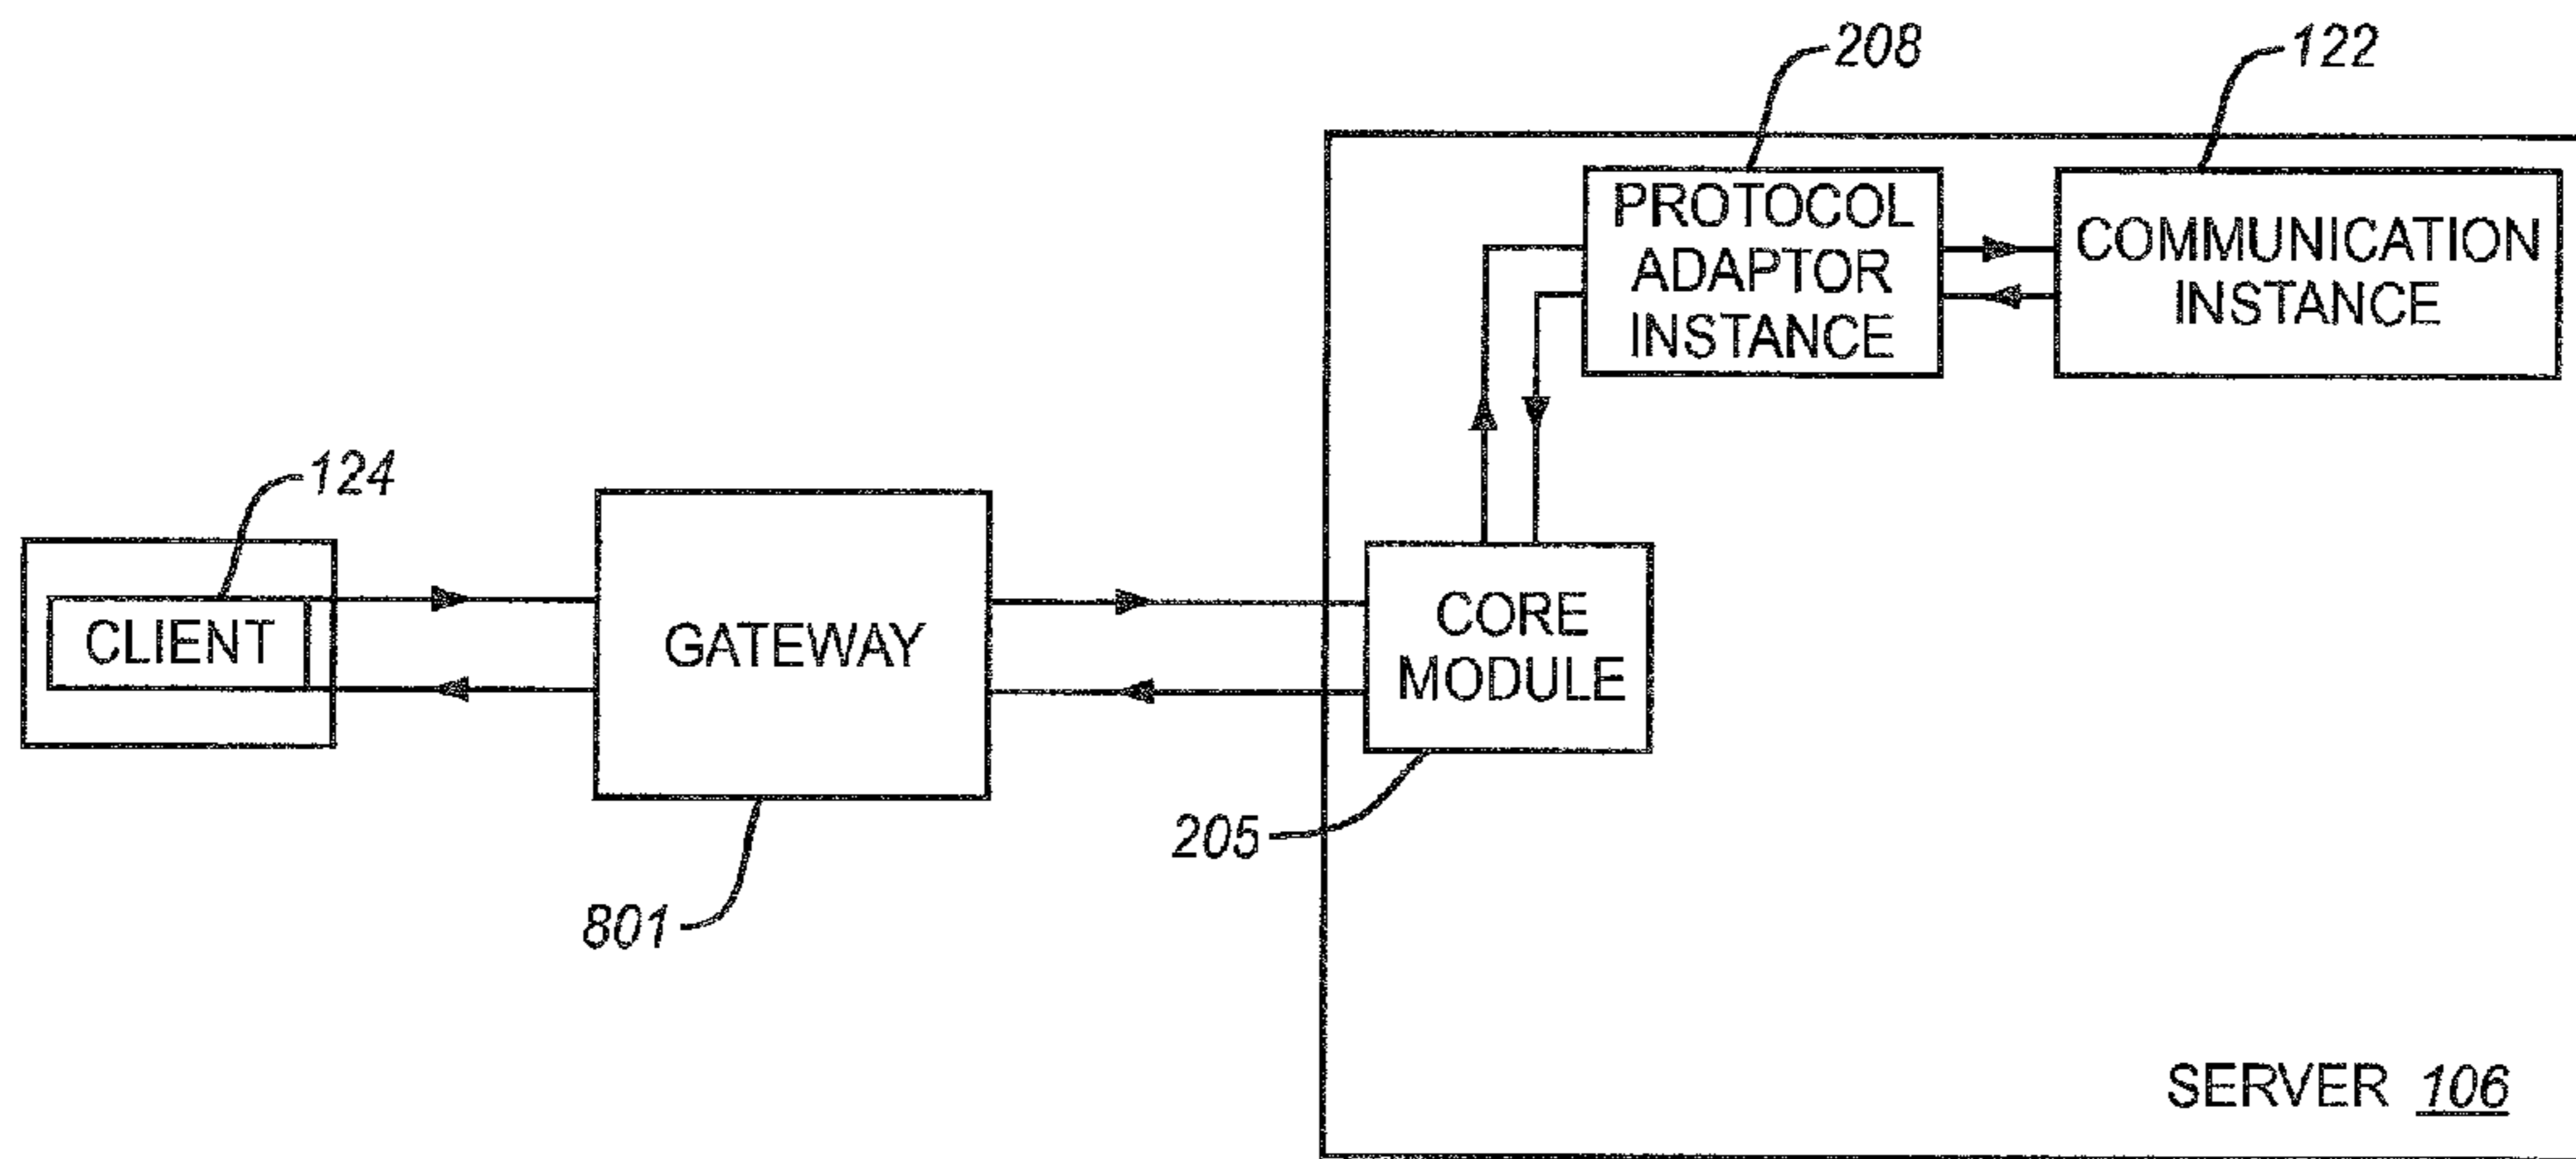 208
122
PROTOCOL
ADAPTOR
INSTANCE
COMMUNICATION
INSTANCE
124
CLIENT
GATEWAY
CORE
MODULE
205
801
SERVER 106